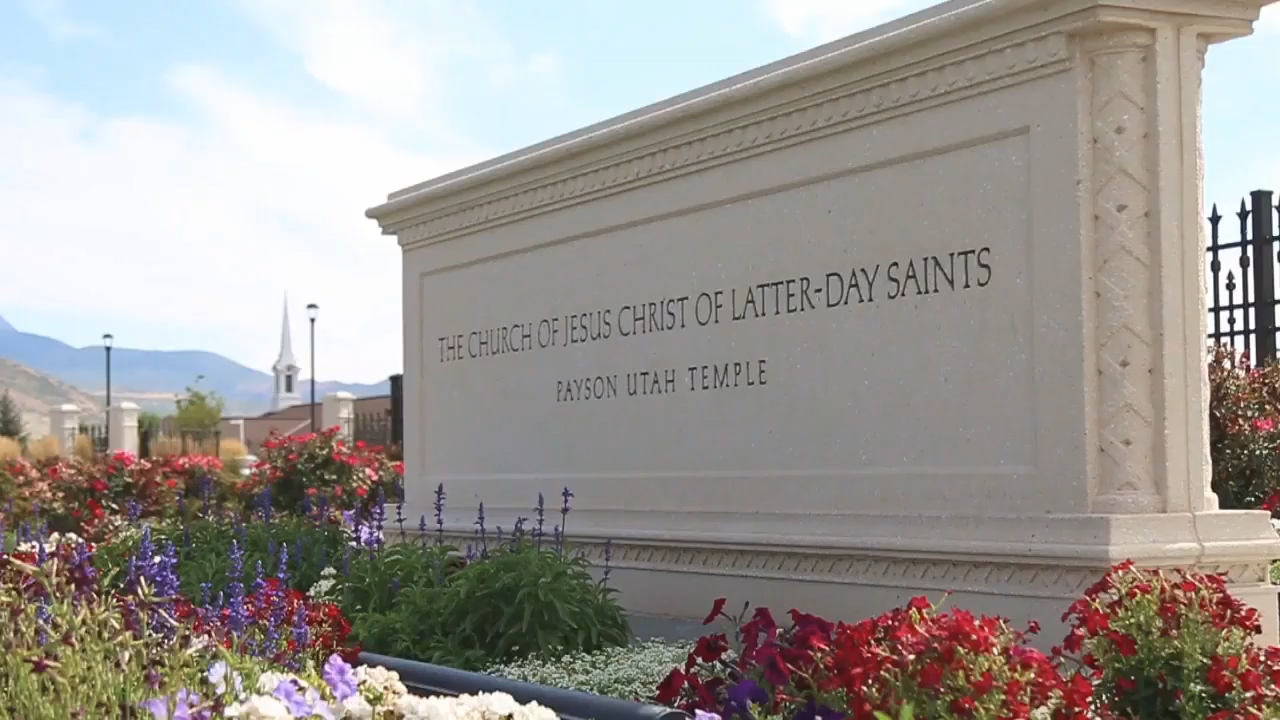 THE CHURCH OF JESUS CHRIST OF LATTER-DAY SAINTS
PAYSON UTAH TEMPLE